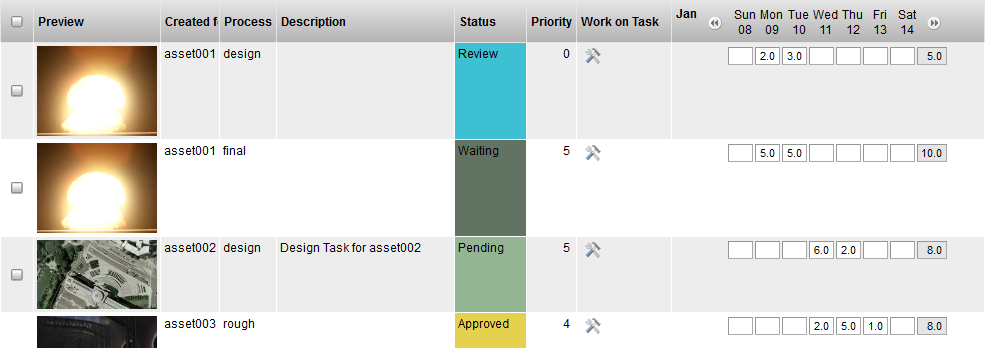 Preview Created fo Process Description Status Priority Work on Task Jan Sun 08 Mon 09 Tue 10 Wed 11 Thu 12 Fri 13 Sat 14
asset001 design Review 0 2.0 3.0 5.0
asset001 final Waiting 5 5.0 5.0 10.0
asset002 design Design Task for asset002 Pending 5 6.0 2.0 8.0
asset003 rough Approved 4 2.0 5.0 1.0 8.0